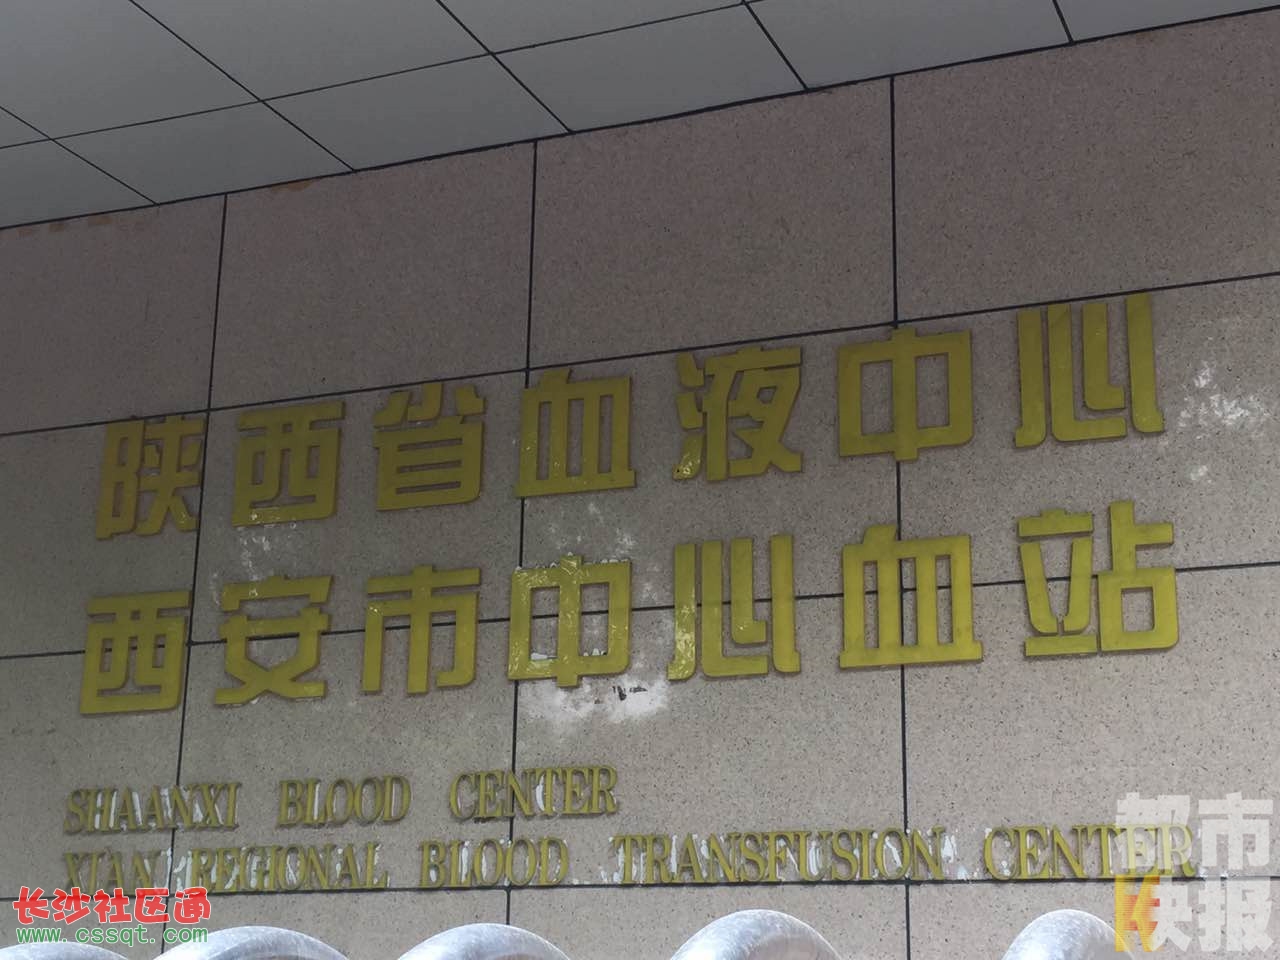 陕西省血液中心
西安市中心血站
SHAANXI BLOOD CENTER
XIAN REGIONAL BLOOD TRANSFUSION CENTER
都市
快报
长沙社区通
www.cssqt.com